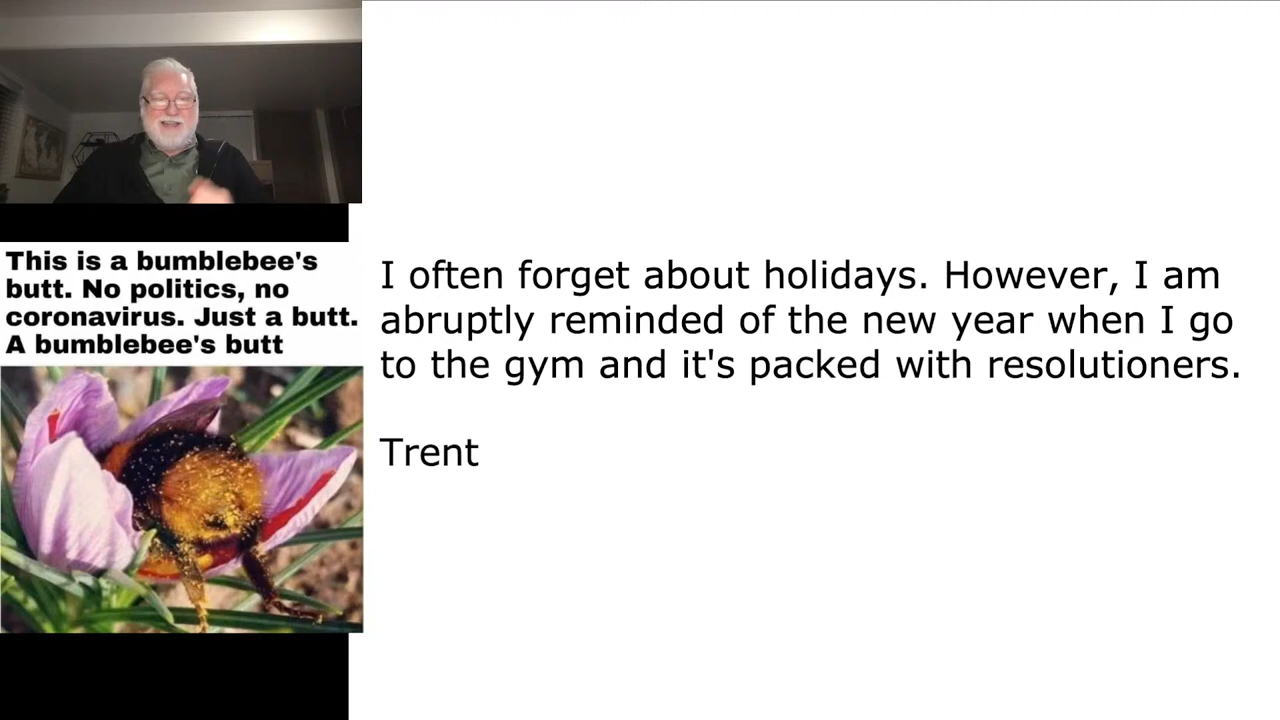 This is a bumblebee's
butt. No politics, no
coronavirus. Just a butt.
A bumblebee's butt
I often forget about holidays. However, I am
abruptly reminded of the new year when I go
to the gym and it's packed with resolutioners.
Trent